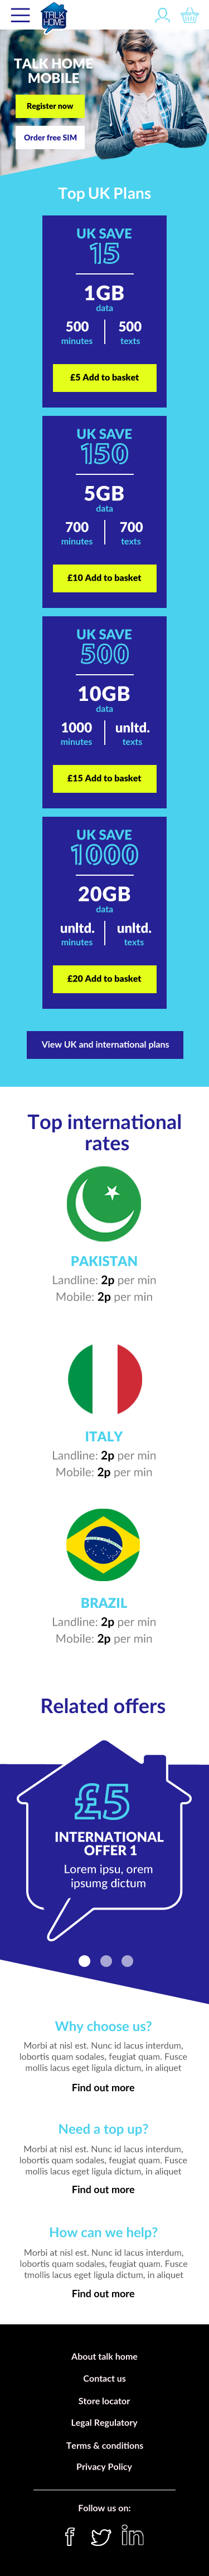 TALK
HOME
TALK HOME
MOBILE
Register now
Order free SIM
Top UK Plans
UK SAVE
15
1GB
data
500 500
minutes texts
£5 Add to basket
UK SAVE
150
5GB
data
700 700
minutes texts
£10 Add to basket
UK SAVE
500
10GB
data
1000 unltd.
minutes texts
£15 Add to basket
UK SAVE
1000
20GB
data
unltd. unltd.
minutes texts
£20 Add to basket
View UK and international plans
Top international
rates
PAKISTAN
Landline: 2p per min
Mobile: 2p per min
ITALY
Landline: 2p per min
Mobile: 2p per min
BRAZIL
Landline: 2p per min
Mobile: 2p per min
Related offers
£5
INTERNATIONAL
OFFER 1
Lorem ipsu, orem
ipsumg dictum
Why choose us?
Morbi at nisl est. Nunc id lacus interdum,
lobortis quam sodales, feugiat quam. Fusce
mollis lacus eget ligula dictum, in aliquet
Find out more
Need a top up?
Morbi at nisl est. Nunc id lacus interdum,
lobortis quam sodales, feugiat quam. Fusce
mollis lacus eget ligula dictum, in aliquet
Find out more
How can we help?
Morbi at nisl est. Nunc id lacus interdum,
lobortis quam sodales, feugiat quam. Fusce
tmollis lacus eget ligula dictum, in aliquet
Find out more
About talk home
Contact us
Store locator
Legal Regulatory
Terms & conditions
Privacy Policy
Follow us on: